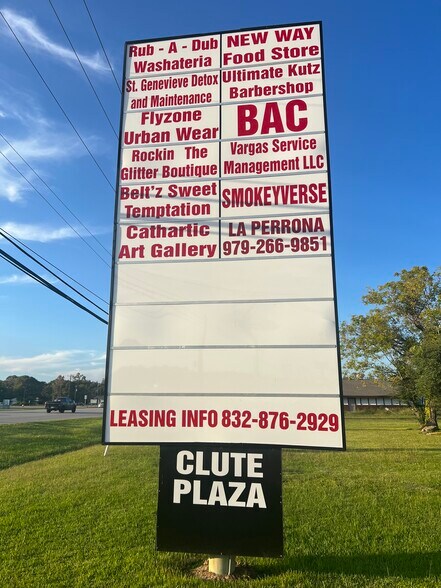 Rub - A - Dub
Washateria
NEW WAY
Food Store
St. Genevieve Detox
and Maintenance
Ultimate Kutz
Barbershop
Flyzone
Urban Wear
BAC
Rockin The
Glitter Boutique
Vargas Service
Management LLC
Belt'z Sweet
Temptation
SMOKEYVERSE
Cathartic
Art Gallery
LA PERRONA
979-266-9851
LEASING INFO 832-876-2929
CLUTE
PLAZA